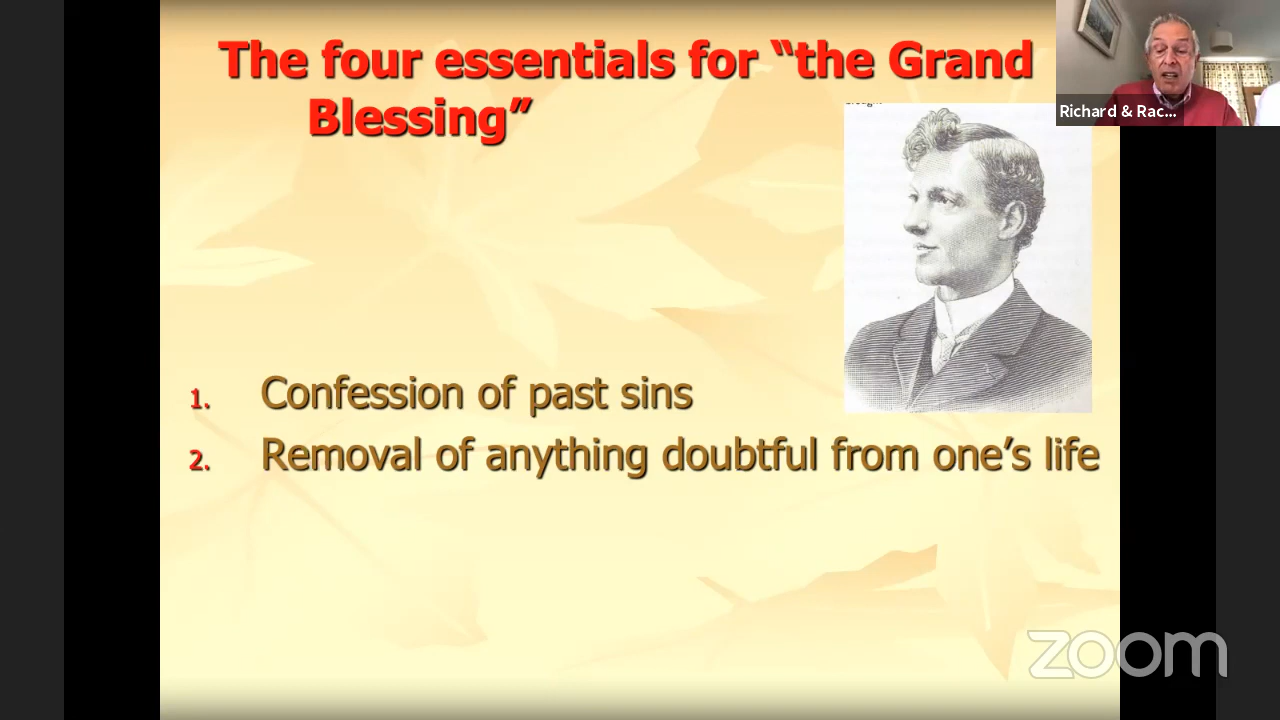 The four essentials for “the Grand
Blessing”
Richard & Rac...
1. Confession of past sins
2. Removal of anything doubtful from one’s life
zoom